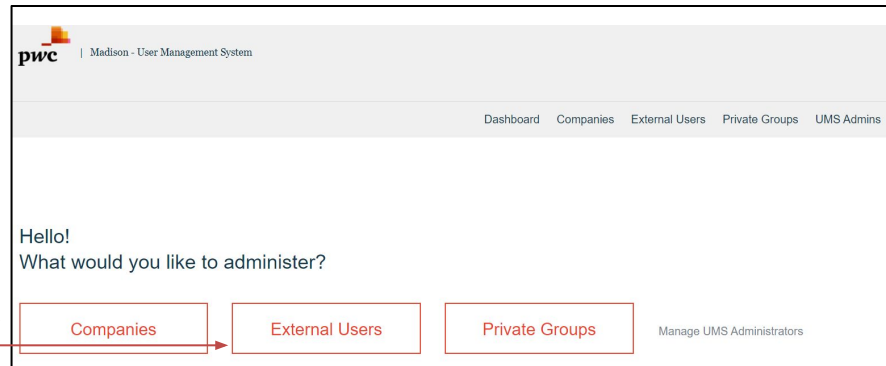 pwc | Madison - User Management System
Dashboard Companies External Users Private Groups UMS Admins
Hello!
What would you like to administer?
Companies External Users Private Groups Manage UMS Administrators